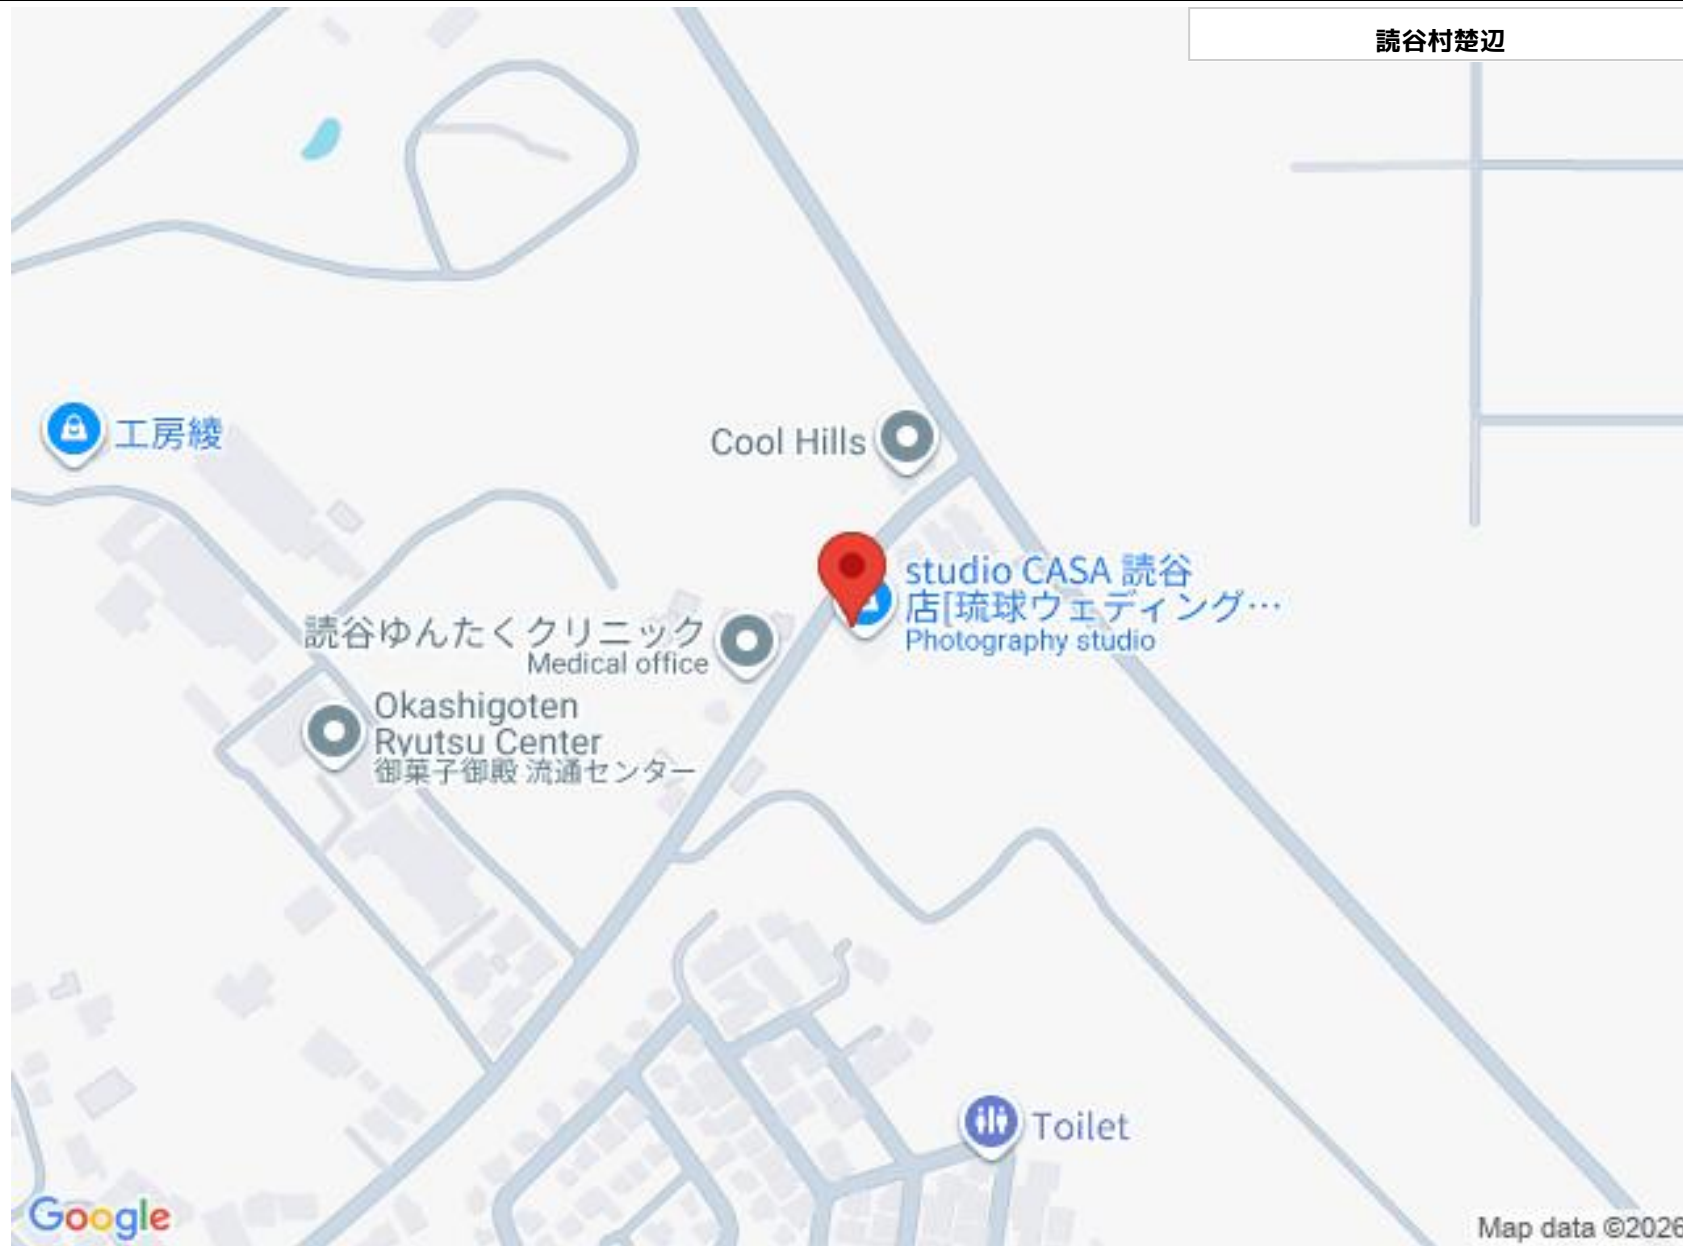 読谷村楚辺
工房綾
Cool Hills
studio CASA 読谷
店[琉球ウェディング…
Photography studio
読谷ゆんたくクリニック
Medical office
Okashigoten
Ryutsu Center
御菓子御殿 流通センター
Toilet
Google
Map data ©2026